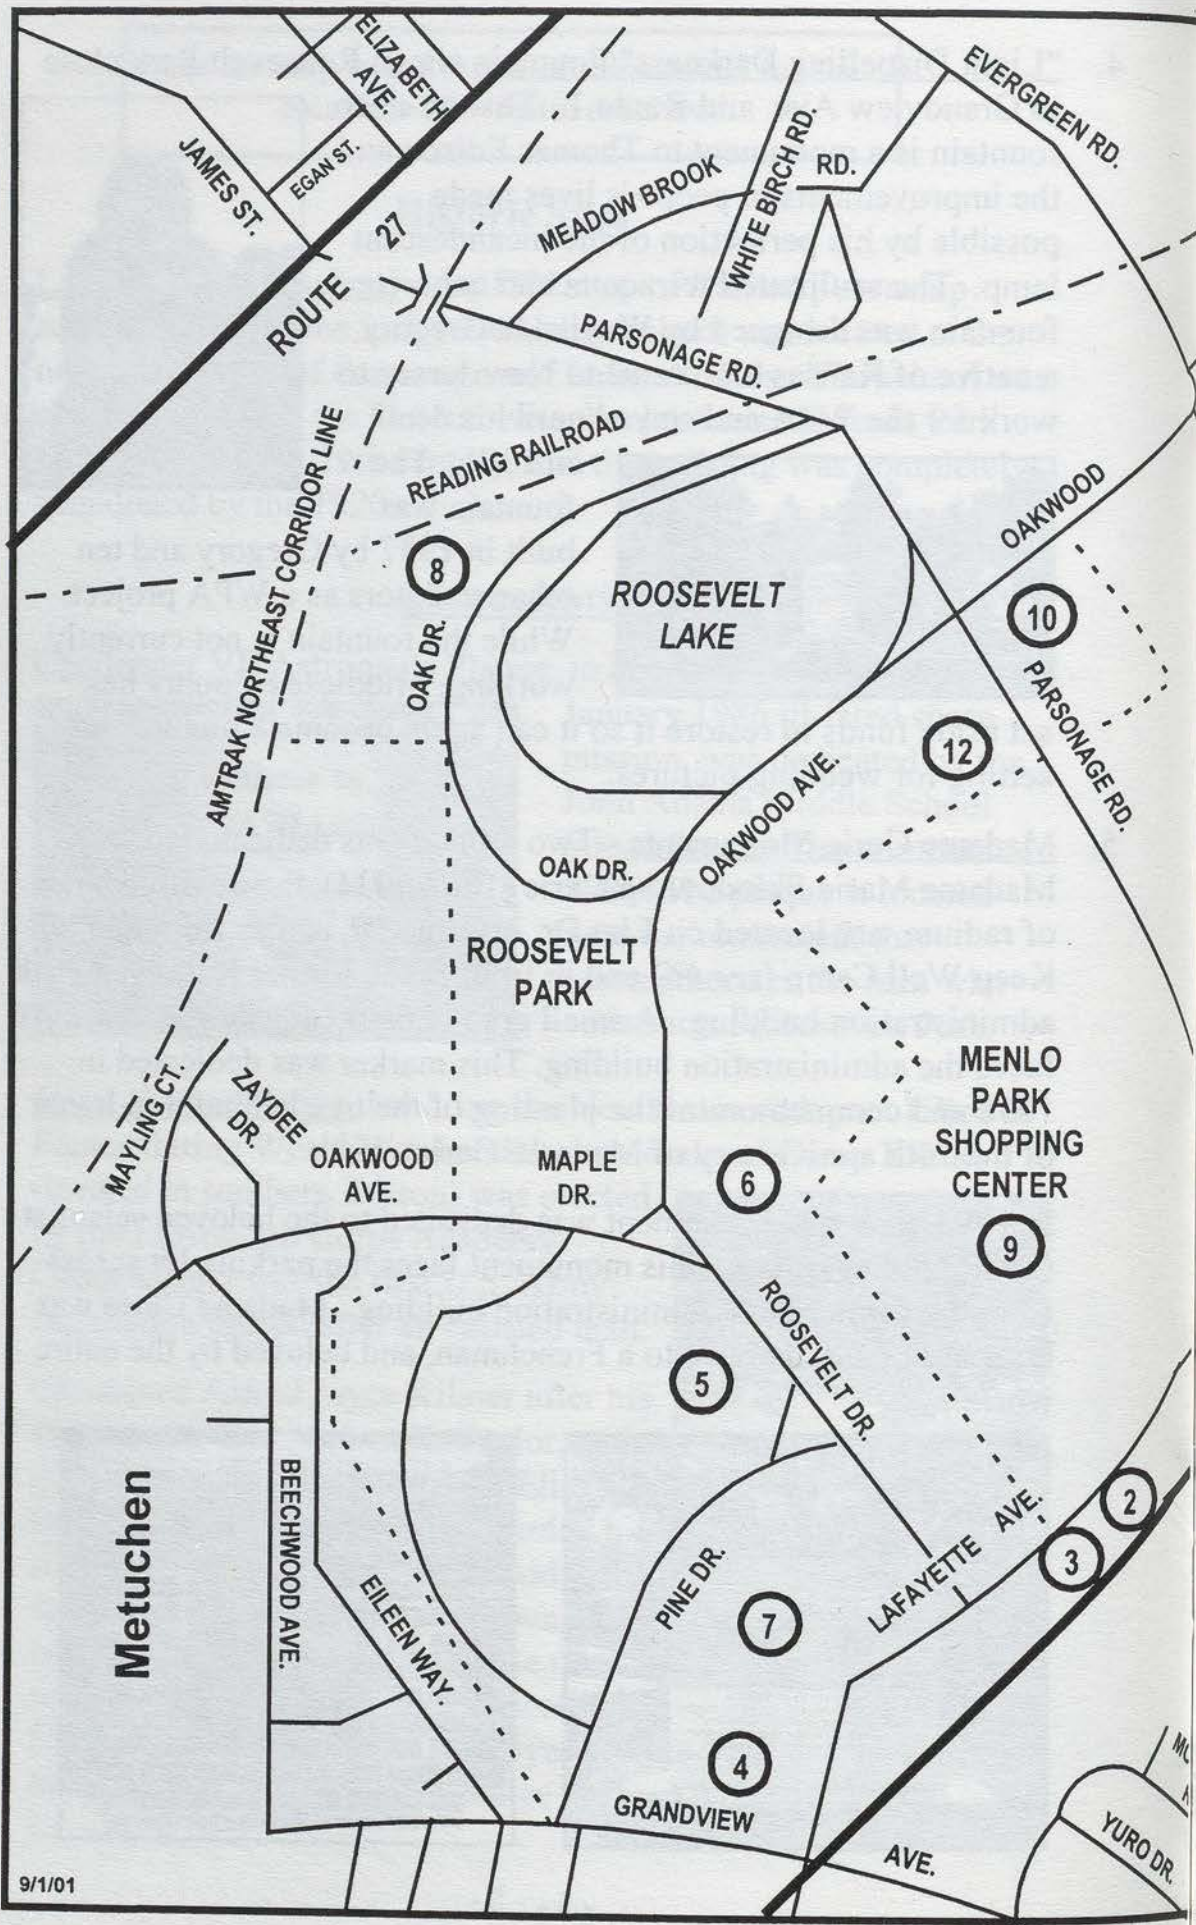 ELIZABETH
AVE.
EVERGREEN RD.
JAMES ST.
EGAN ST.
ROUTE 27
MEADOW BROOK
RD.
WHITE BIRCH RD.
PARSONAGE RD.
AMTRAK NORTHEAST CORRIDOR LINE
READING RAILROAD
OAKWOOD
8
ROOSEVELT
LAKE
10
OAK DR.
PARSONAGE RD.
12
OAKWOOD AVE.
OAK DR.
ROOSEVELT
PARK
MENLO
PARK
SHOPPING
CENTER
9
MAYLING CT.
ZAYDEE
DR.
OAKWOOD
AVE.
MAPLE
DR.
6
ROOSEVELT DR.
5
Metuchen
BEECHWOOD AVE.
EILEEN WAY.
PINE DR.
7
LAFAYETTE AVE.
2
3
4
GRANDVIEW
AVE.
YURO DR.
9/1/01